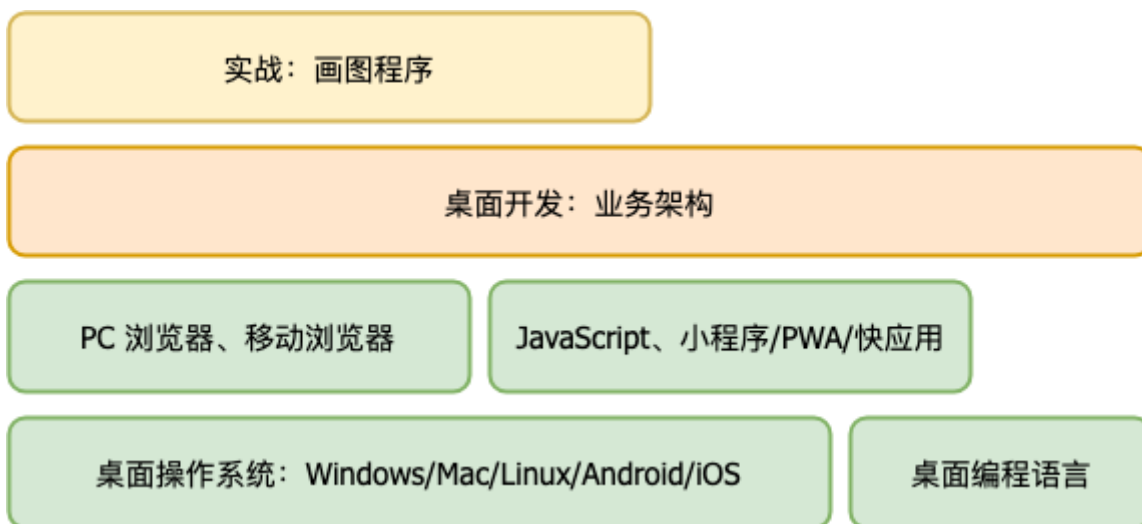 实战：画图程序
桌面开发：业务架构
PC 浏览器、移动浏览器
JavaScript、小程序/PWA/快应用
桌面操作系统：Windows/Mac/Linux/Android/iOS
桌面编程语言